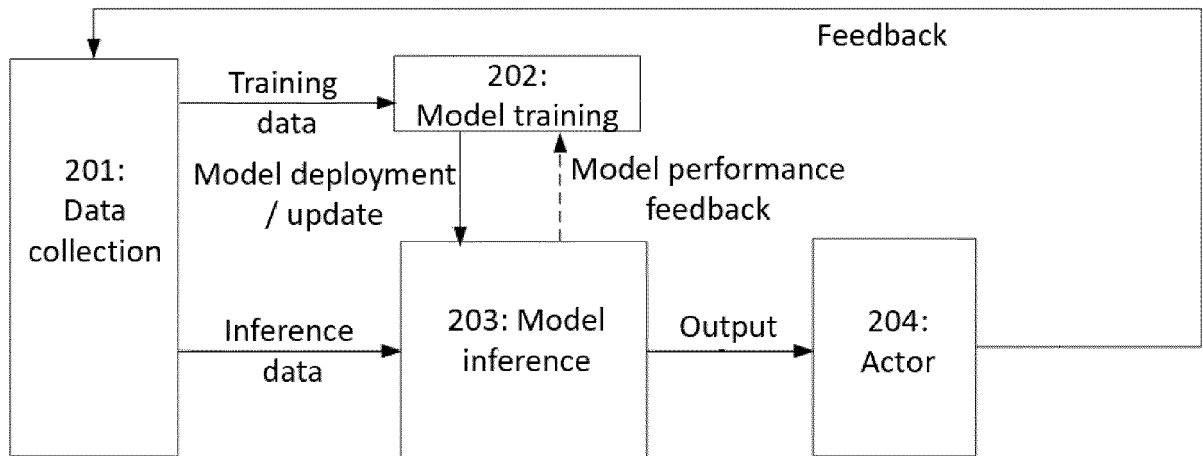 Feedback
Training
data
202:
Model training
201:
Data
collection
Model deployment
/ update
Model performance
feedback
Inference
data
203: Model
inference
Output
204:
Actor